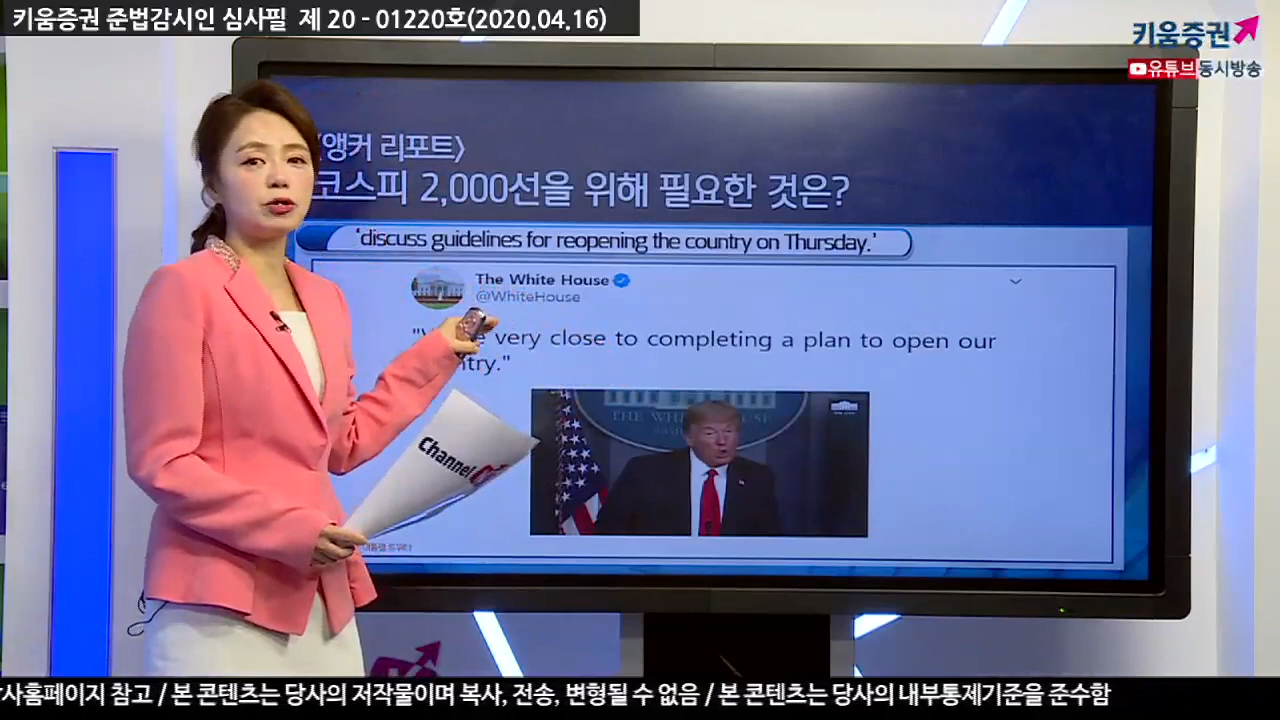 키움증권 준법감시인 심사필 제 20 - 01220호(2020.04.16)
키움증권
유튜브 동시방송
앵커 리포트〉
코스피 2,000선을 위해 필요한 것은?
'discuss guidelines for reopening the country on Thursday.'
The White House
@WhiteHouse
very close to completing a plan to open our
ntry."
THE WHI SE
Channel
사홈페이지 참고 / 본 콘텐츠는 당사의 저작물이며 복사, 전송, 변형될 수 없음 / 본 콘텐츠는 당사의 내부통제기준을 준수함